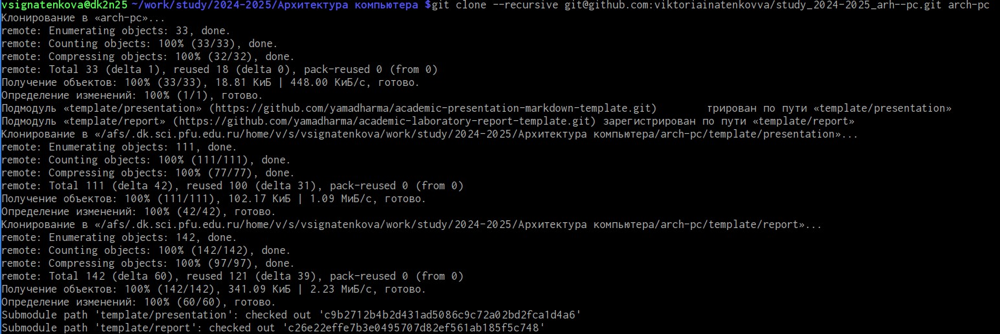 vsignatenkova@dk2n25 ~/work/study/2024-2025/Архитектура компьютера $git clone --recursive git@github.com:viktoriainatenkovva/study_2024-2025_arh--pc.git arch-pc
Клонирование в «arch-pc»...
remote: Enumerating objects: 33, done.
remote: Counting objects: 100% (33/33), done.
remote: Compressing objects: 100% (32/32), done.
remote: Total 33 (delta 1), reused 18 (delta 0), pack-reused 0 (from 0)
Получение объектов: 100% (33/33), 18.81 КиБ | 448.00 КиБ/с, готово.
Определение изменений: 100% (1/1), готово.
Подмодуль «template/presentation» (https://github.com/yamadharma/academic-presentation-markdown-template.git) трирован по пути «template/presentation»
Подмодуль «template/report» (https://github.com/yamadharma/academic-laboratory-report-template.git) зарегистрирован по пути «template/report»
Клонирование в «/afs/.dk.sci.pfu.edu.ru/home/v/s/vsignatenkova/work/study/2024-2025/Архитектура компьютера/arch-pc/template/presentation»...
remote: Enumerating objects: 111, done.
remote: Counting objects: 100% (111/111), done.
remote: Compressing objects: 100% (77/77), done.
remote: Total 111 (delta 42), reused 100 (delta 31), pack-reused 0 (from 0)
Получение объектов: 100% (111/111), 102.17 КиБ | 1.09 МиБ/с, готово.
Определение изменений: 100% (42/42), готово.
Клонирование в «/afs/.dk.sci.pfu.edu.ru/home/v/s/vsignatenkova/work/study/2024-2025/Архитектура компьютера/arch-pc/template/report»...
remote: Enumerating objects: 142, done.
remote: Counting objects: 100% (142/142), done.
remote: Compressing objects: 100% (97/97), done.
remote: Total 142 (delta 60), reused 121 (delta 39), pack-reused 0 (from 0)
Получение объектов: 100% (142/142), 341.09 КиБ | 2.23 МиБ/с, готово.
Определение изменений: 100% (60/60), готово.
Submodule path 'template/presentation': checked out 'c9b2712b4b2d431ad5086c9c72a02bd2fca1d4a6'
Submodule path 'template/report': checked out 'c26e22effe7b3e0495707d82ef561ab185f5c748'